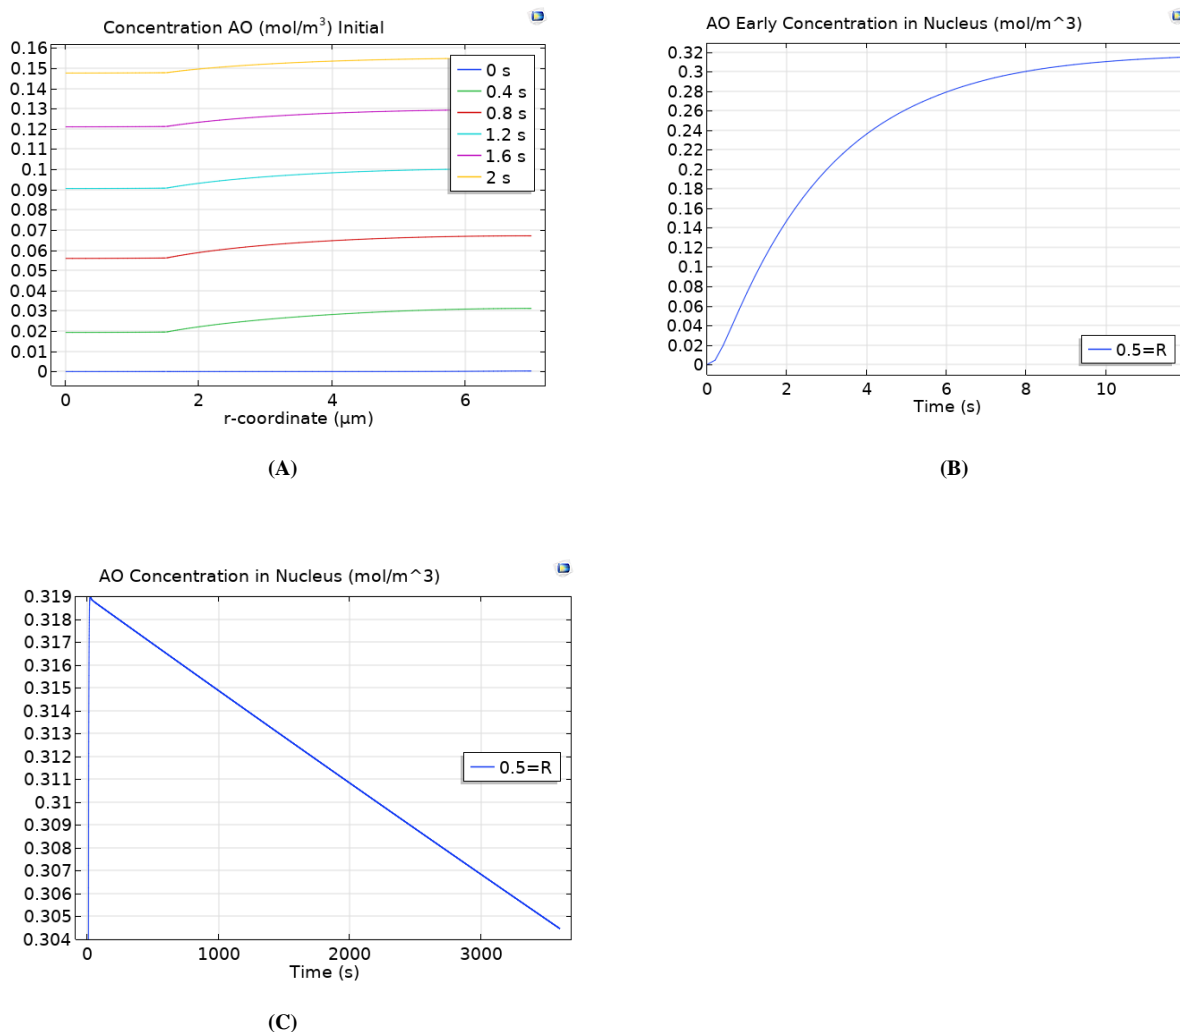 Concentration AO (mol/m³) Initial
0.16
0.15
0.14
0.13
0.12
0.11
0.1
0.09
0.08
0.07
0.06
0.05
0.04
0.03
0.02
0.01
0
0 s
0.4 s
0.8 s
1.2 s
1.6 s
2 s
0 2 4 6
r-coordinate (µm)
(A)
AO Early Concentration in Nucleus (mol/m^3)
0.32
0.3
0.28
0.26
0.24
0.22
0.2
0.18
0.16
0.14
0.12
0.1
0.08
0.06
0.04
0.02
0
0.5=R
0 2 4 6 8 10
Time (s)
(B)
AO Concentration in Nucleus (mol/m^3)
0.319
0.318
0.317
0.316
0.315
0.314
0.313
0.312
0.311
0.31
0.309
0.308
0.307
0.306
0.305
0.304
0.5=R
0 1000 2000 3000
Time (s)
(C)